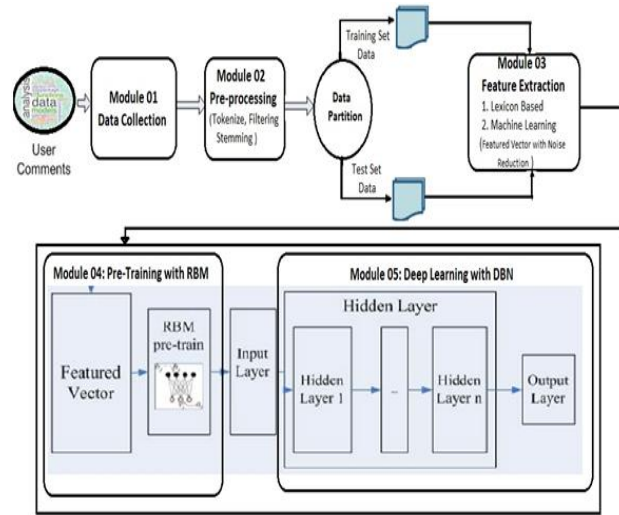 analysis
data
models
User
Comments
Module 01
Data Collection
Module 02
Pre-processing
(Tokenize, Filtering
Stemming )
Data
Partition
Training Set
Data
Test Set
Data
Module 03
Feature Extraction
1. Lexicon Based
2. Machine Learning
(Featured Vector with Noise
Reduction )
Module 04: Pre-Training with RBM
Featured
Vector
RBM
pre-train
Input
Layer
Module 05: Deep Learning with DBN
Hidden Layer
Hidden
Layer 1
...
Hidden
Layer n
Output
Layer